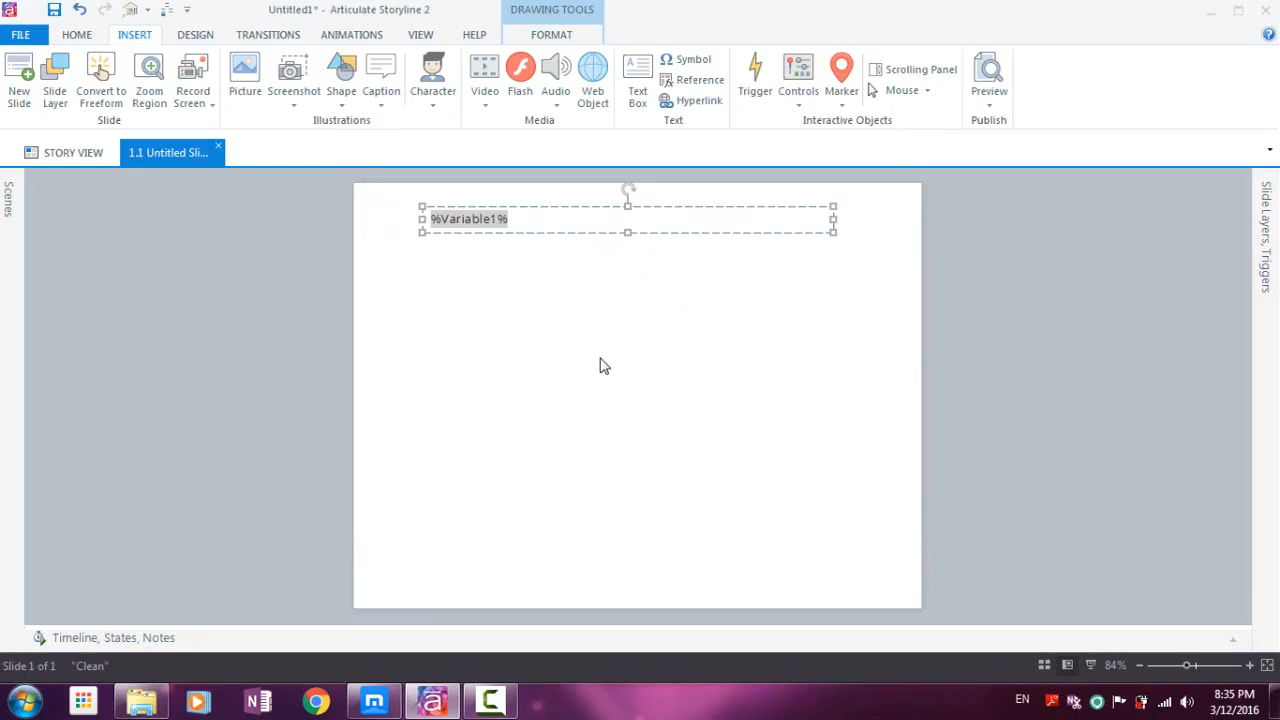 Untitled1* - Articulate Storyline 2
DRAWING TOOLS
FILE HOME INSERT DESIGN TRANSITIONS ANIMATIONS VIEW HELP FORMAT
New Slide
Slide Layer
Convert to Freeform
Zoom Region
Record Screen
Slide
Picture
Screenshot
Shape
Caption
Character
Illustrations
Video
Flash
Audio
Web Object
Media
Text Box
Symbol
Reference
Hyperlink
Text
Trigger
Controls
Marker
Scrolling Panel
Mouse
Interactive Objects
Preview
Publish
STORY VIEW
1.1 Untitled Sli...
Scenes
%Variable1%
Slide Layers, Triggers
Timeline, States, Notes
Slide 1 of 1 "Clean" 84%
EN
8:35 PM
3/12/2016